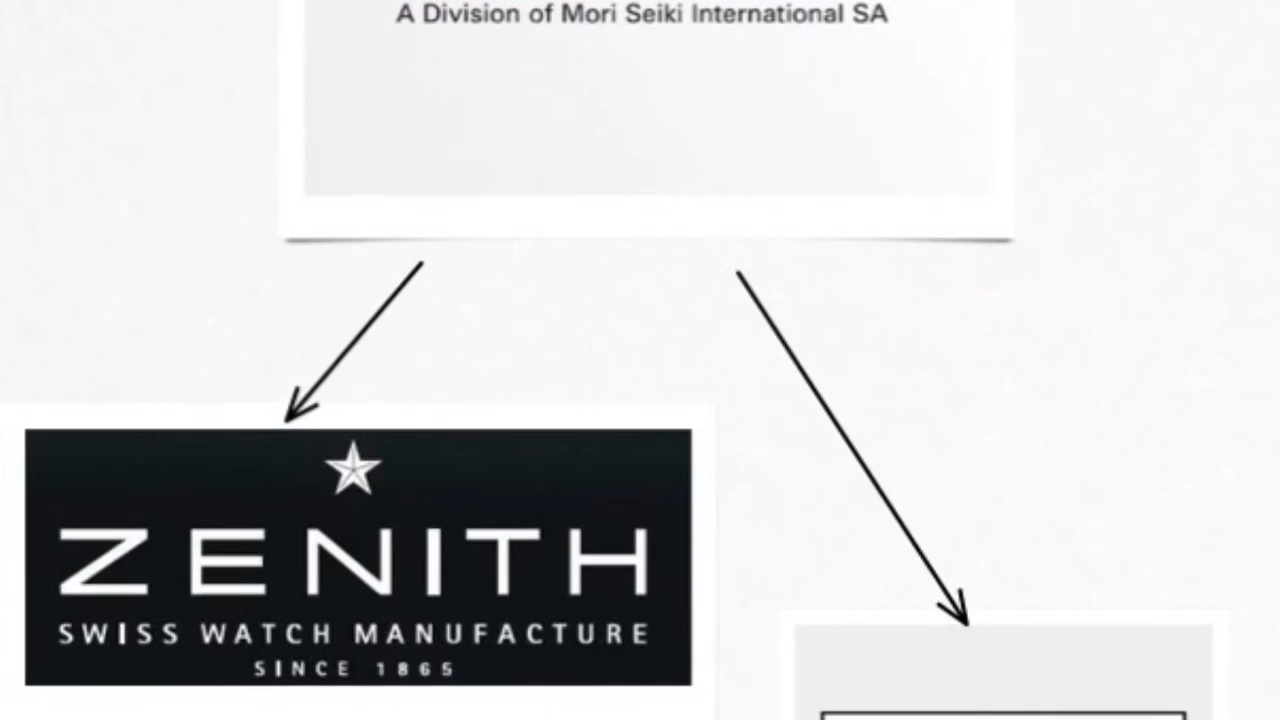 A Division of Mori Seiki International SA
ZENITH
SWISS WATCH MANUFACTURE
SINCE 1865